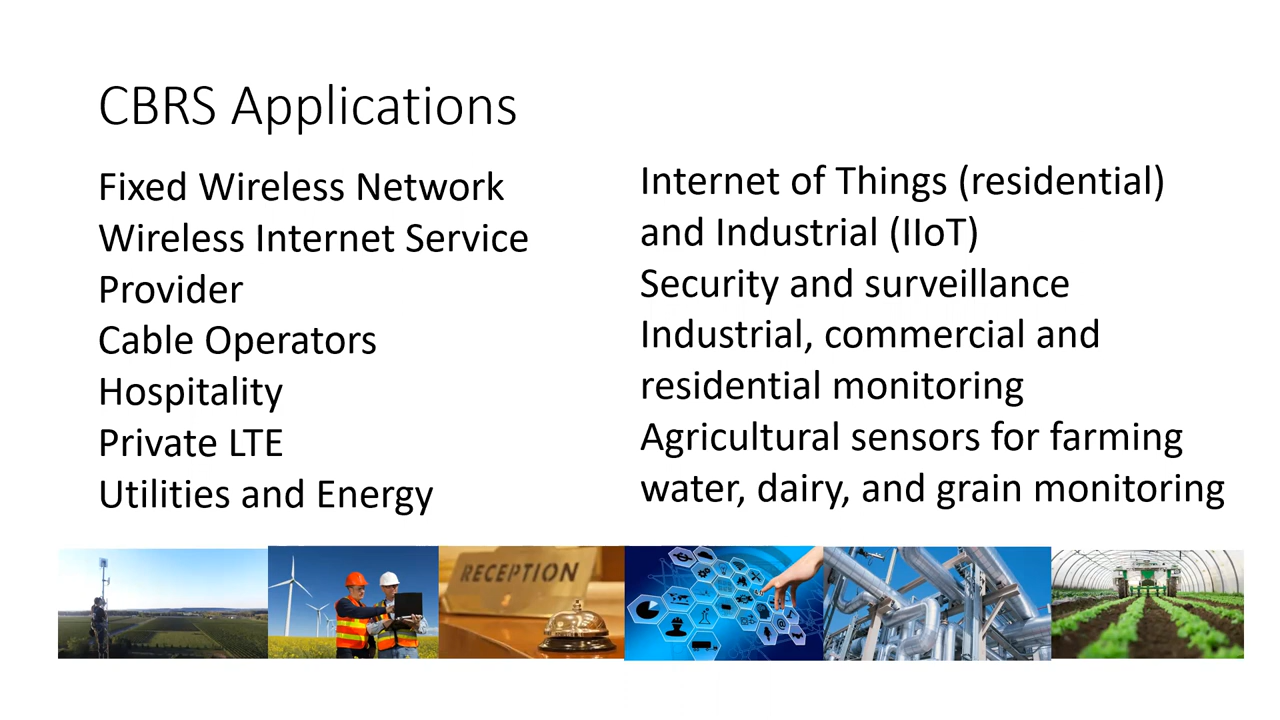 CBRS Applications
Fixed Wireless Network
Wireless Internet Service
Provider
Cable Operators
Hospitality
Private LTE
Utilities and Energy
Internet of Things (residential)
and Industrial (IIoT)
Security and surveillance
Industrial, commercial and
residential monitoring
Agricultural sensors for farming
water, dairy, and grain monitoring
RECEPTION